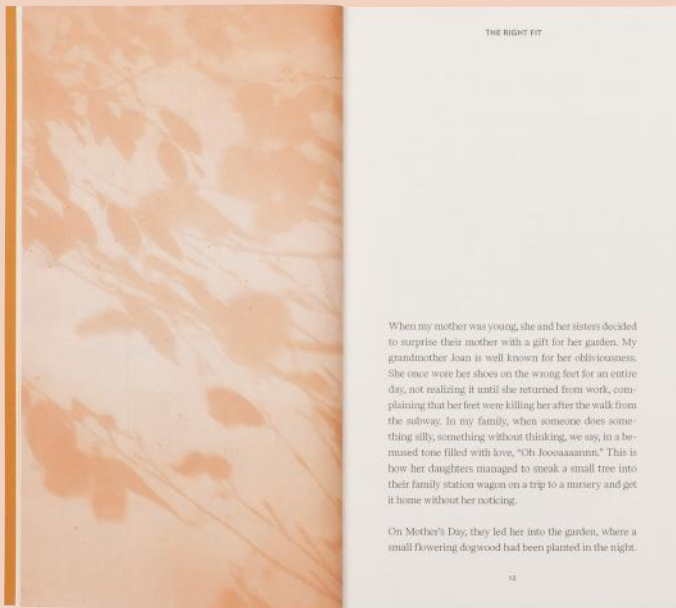 THE RIGHT FIT
When my mother was young, she and her sisters decided
to surprise their mother with a gift for her garden. My
grandmother Joan is well known for her obliviousness.
She once wore her shoes on the wrong feet for an entire
day, not realizing it until she returned from work, com-
plaining that her feet were killing her after the walk from
the subway. In my family, when someone does some-
thing silly, something without thinking, we say, in a be-
mused tone filled with love, “Oh Joooaaaannn.” This is
how her daughters managed to sneak a small tree into
their family station wagon on a trip to a nursery and get
it home without her noticing.
On Mother’s Day, they led her into the garden, where a
small flowering dogwood had been planted in the night.
13